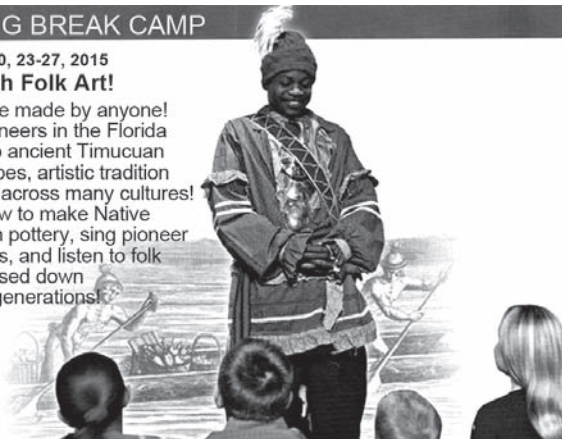 G BREAK CAMP
0, 23-27, 2015
h Folk Art!
e made by anyone!
neers in the Florida
o ancient Timucuan
bes, artistic tradition
across many cultures!
w to make Native
n pottery, sing pioneer
s, and listen to folk
sed down
generations!